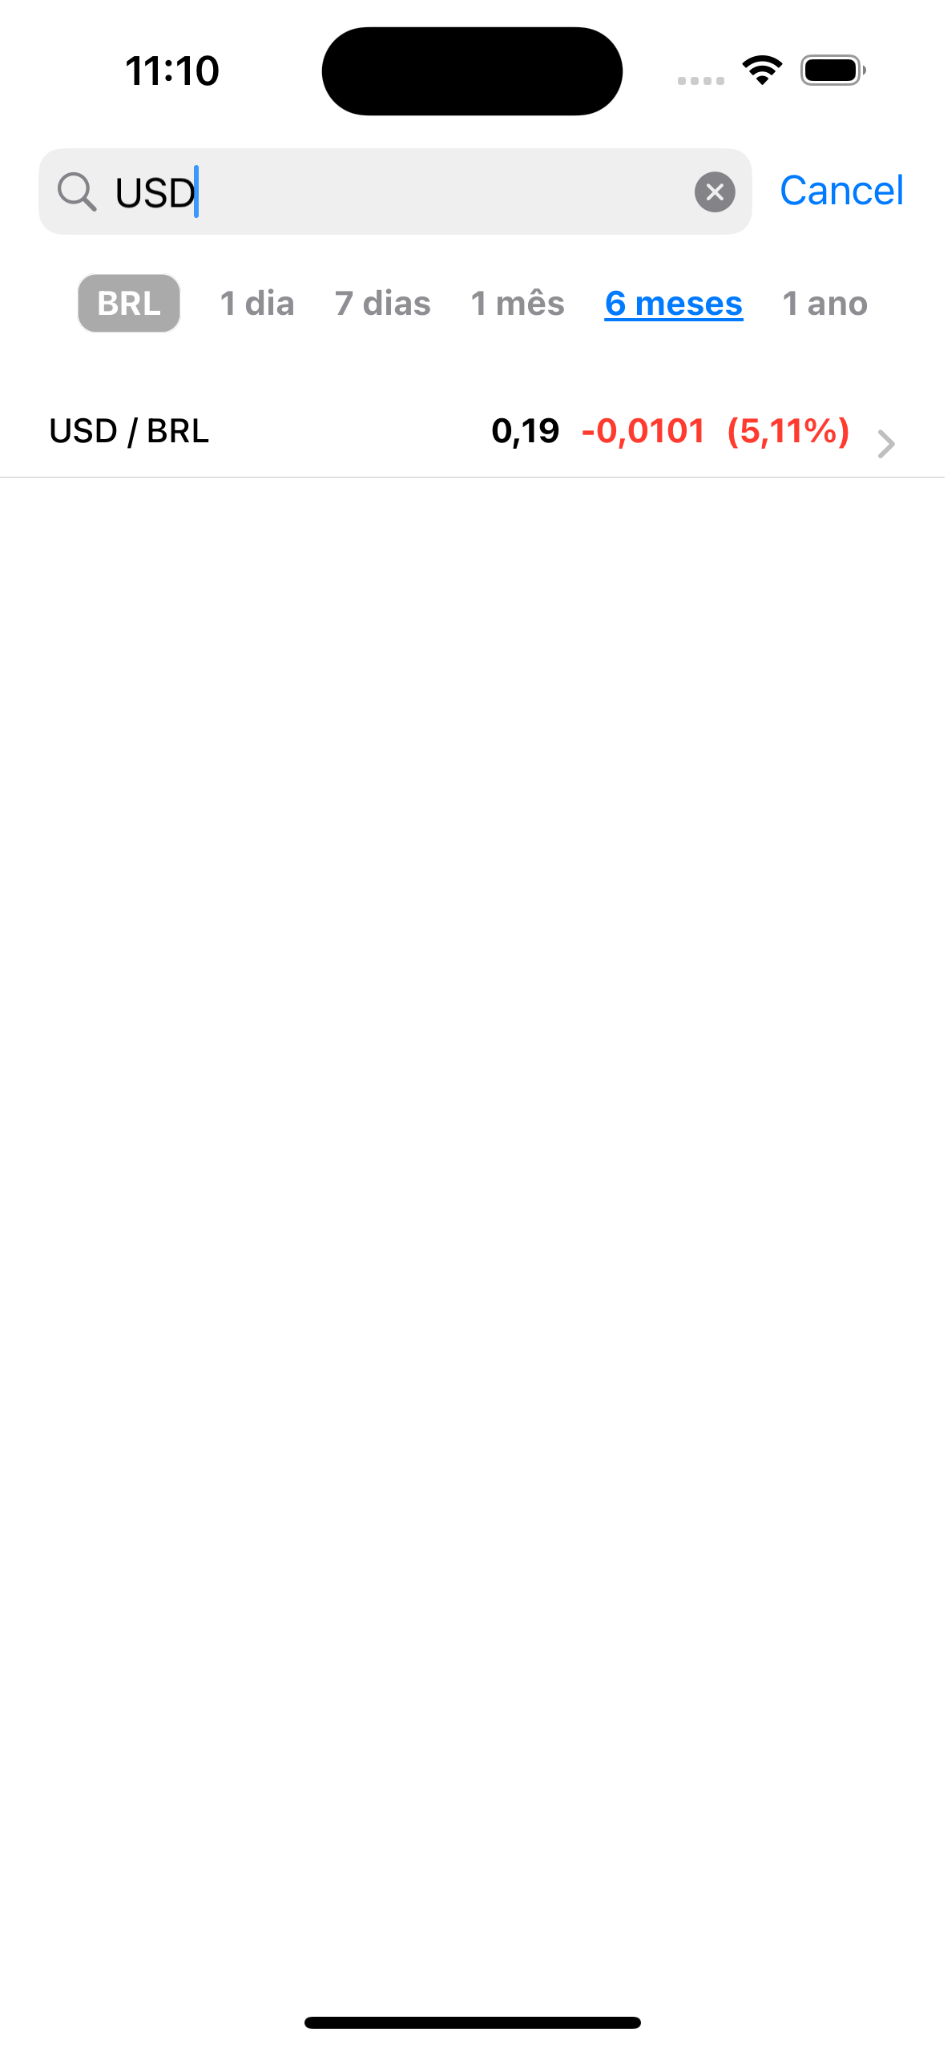 11:10
USD Cancel
BRL 1 dia 7 dias 1 mês 6 meses 1 ano
USD / BRL 0,19 -0,0101 (5,11%)